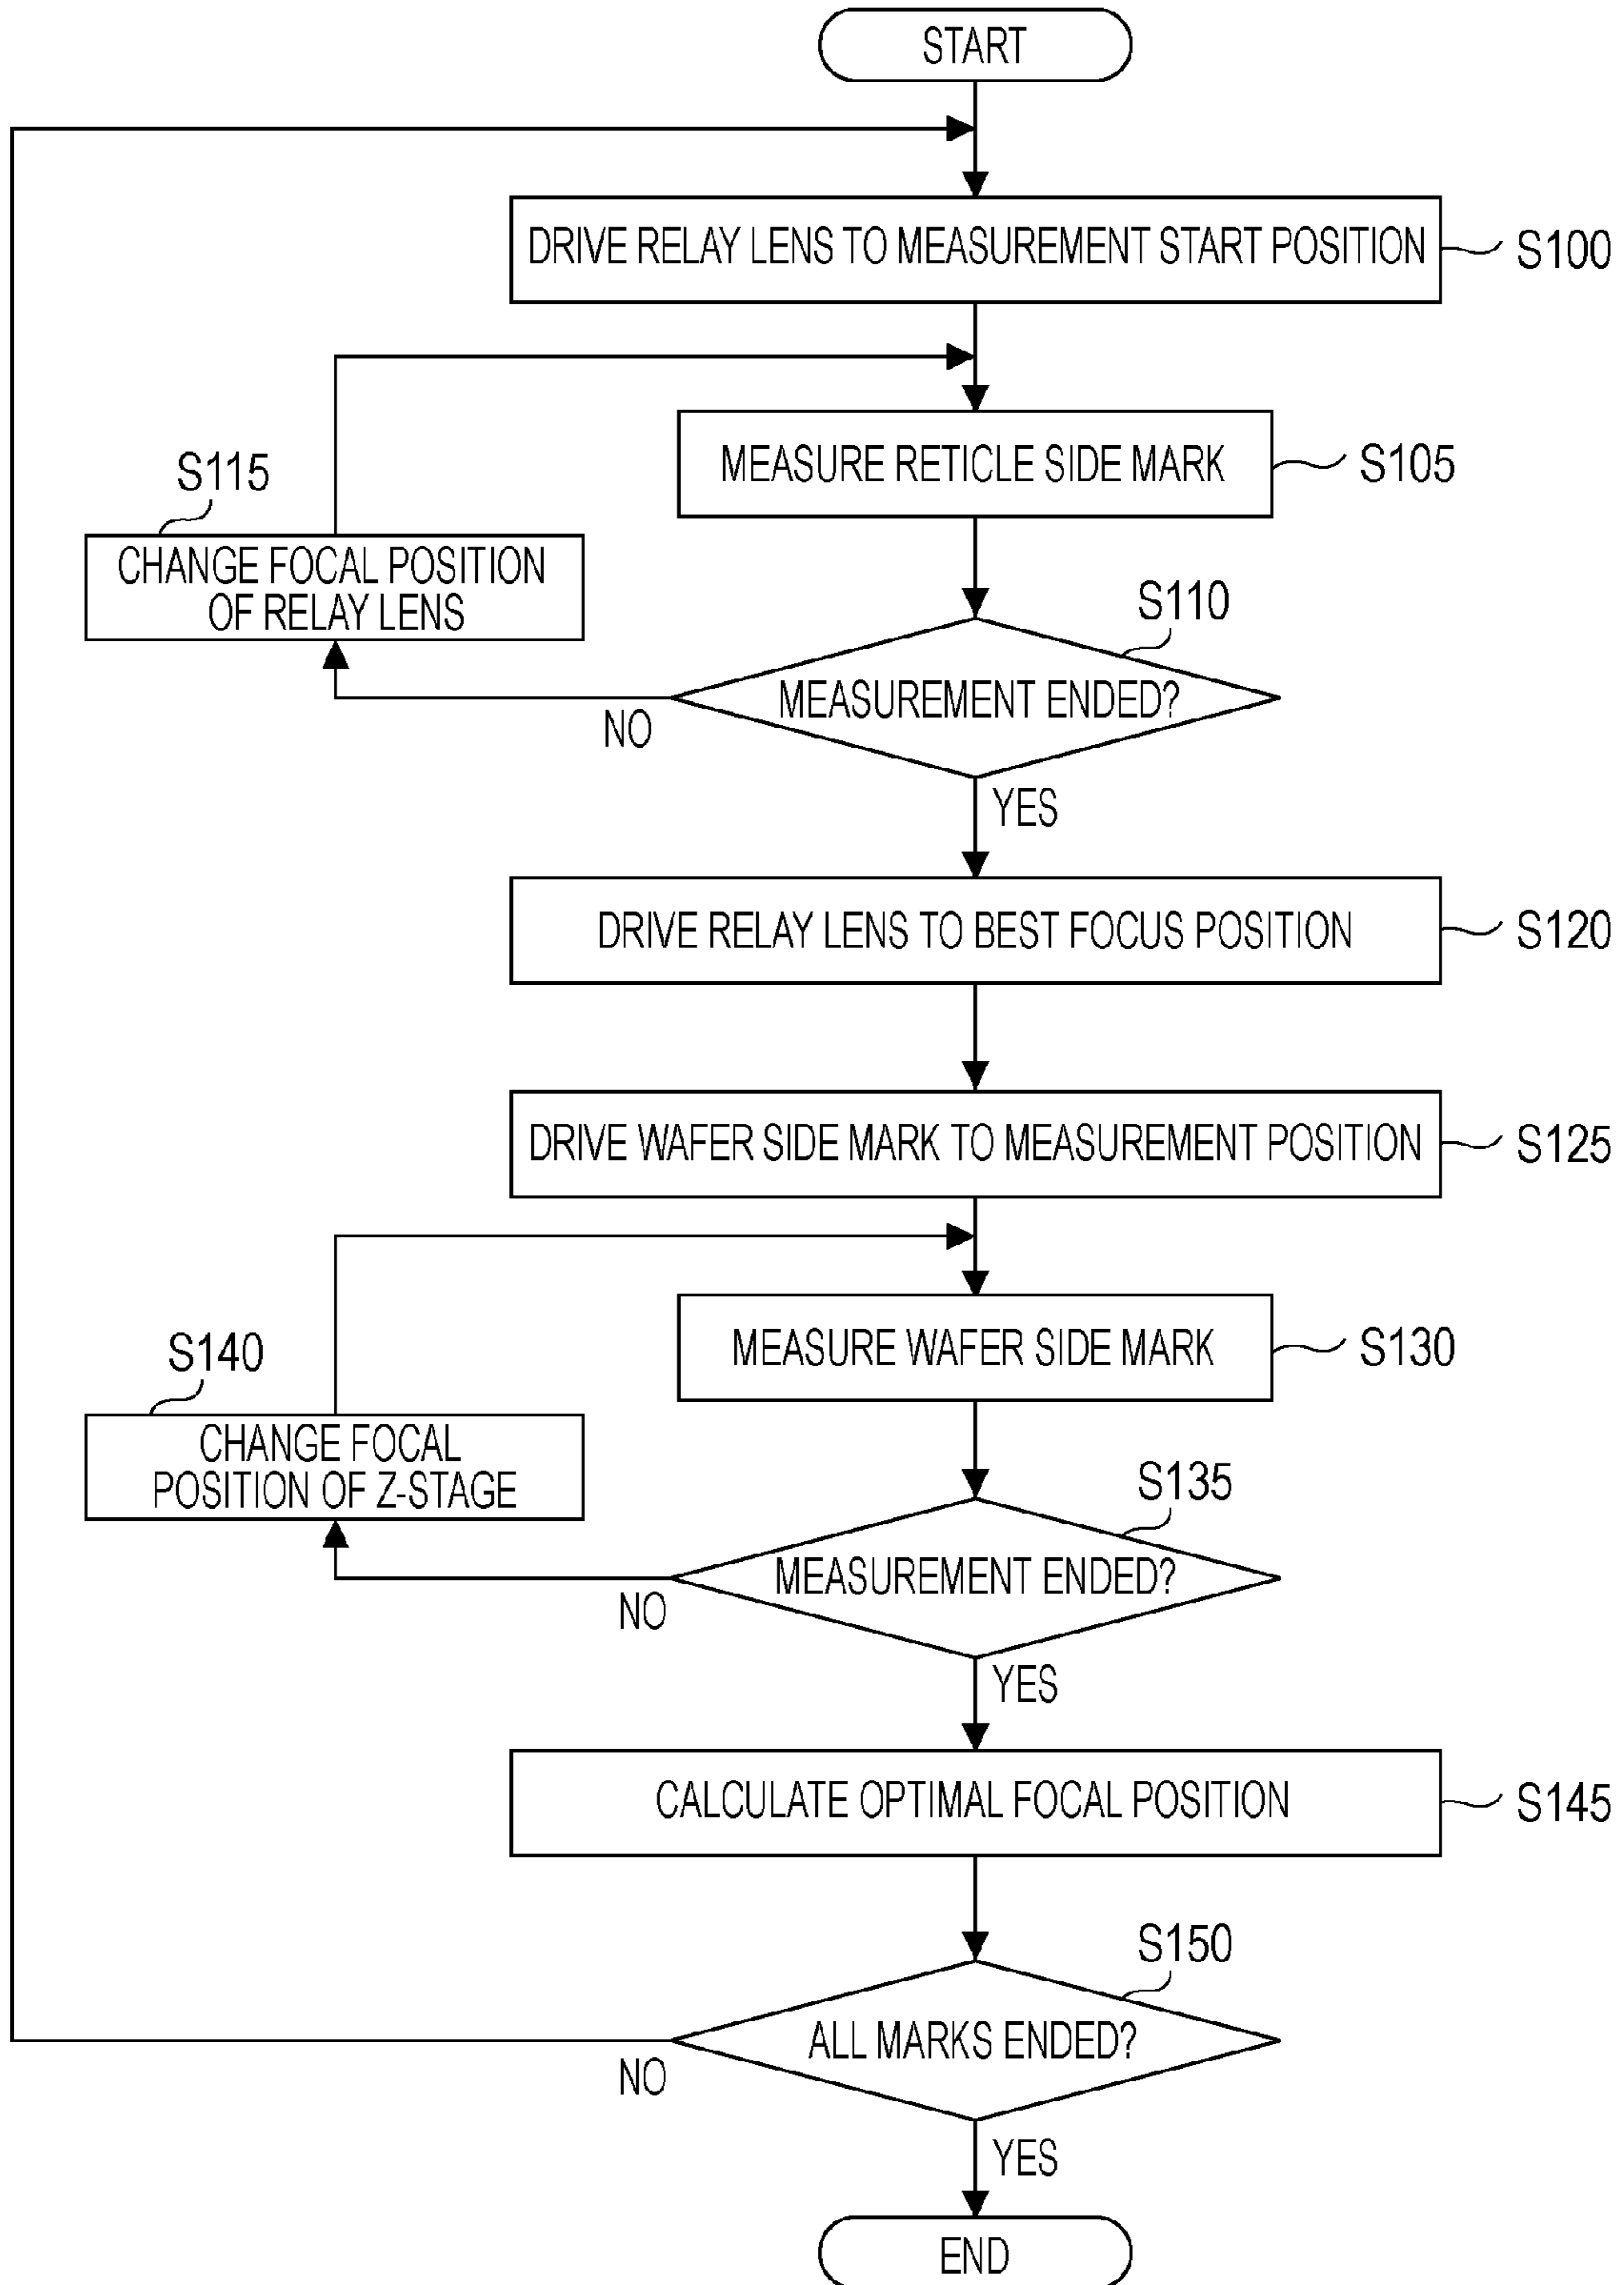 START
DRIVE RELAY LENS TO MEASUREMENT START POSITION
S100
MEASURE RETICLE SIDE MARK
S105
S115
CHANGE FOCAL POSITION
OF RELAY LENS
S110
MEASUREMENT ENDED?
NO
YES
DRIVE RELAY LENS TO BEST FOCUS POSITION
S120
DRIVE WAFER SIDE MARK TO MEASUREMENT POSITION
S125
MEASURE WAFER SIDE MARK
S130
S140
CHANGE FOCAL
POSITION OF Z-STAGE
S135
MEASUREMENT ENDED?
NO
YES
CALCULATE OPTIMAL FOCAL POSITION
S145
S150
ALL MARKS ENDED?
NO
YES
END